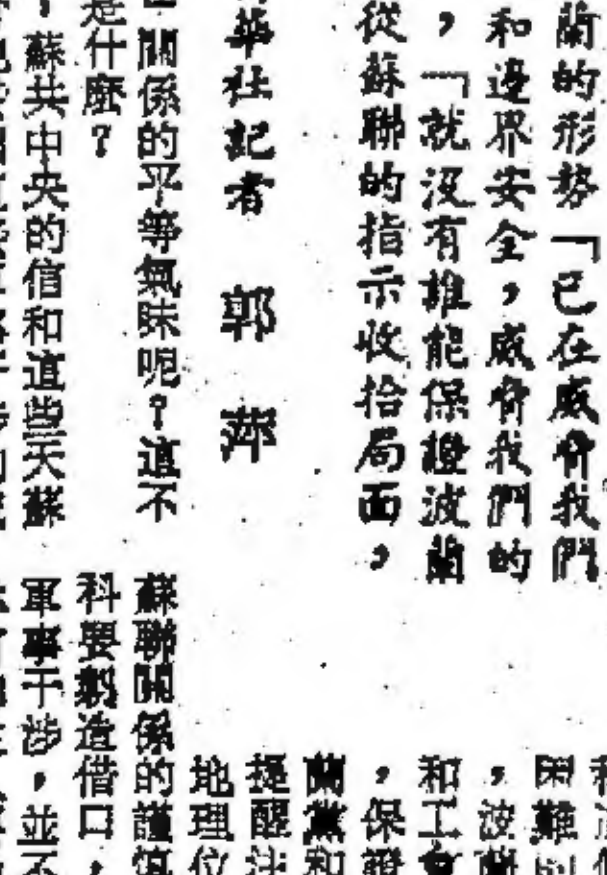 蘭的形勢「已在威脅我們
和邊界安全，威脅我們的
，「就沒有誰能保證波蘭
從蘇聯的指示收拾局面，
華社記者　郭　萍
關係的平等氣味呢？這不
是什麼？
，蘇共中央的信和這些天蘇
困難
，波蘭
和工會
，保證
蘭黨和
提醒注
地理位
蘇聯關係的謹慎
科要製造借口，
軍事干涉，並不